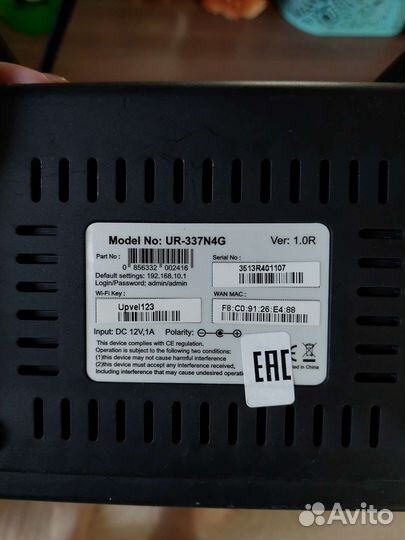 Model No: UR-337N4G Ver: 1.0R
Part No :
0 856332 002416
Serial No :
3513R401107
Default settings: 192.168.10.1
Login/Password: admin/admin
Wi-Fi Key :
Upvel123
WAN MAC :
F8:C0:91:26:E4:88
Input: DC 12V,1A Polarity:
This device complies with CE regulation.
Operation is subject to the following two conditions:
(1)this device may not cause harmful interference
(2)this device must accept any interference received,
including interference that may cause undesired operation.
CE
EAC
in China
Avito